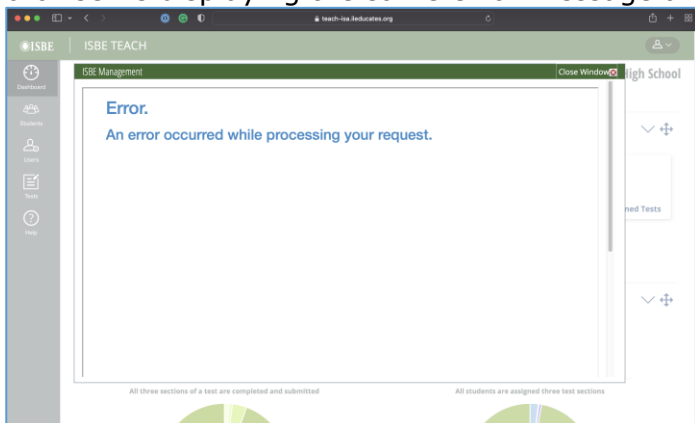 teach-isa.ileducates.org
ISBE
ISBE TEACH
ISBE Management
Close Window
High School
Dashboard
Error.
An error occurred while processing your request.
Students
Users
Tests
ned Tests
Help
All three sections of a test are completed and submitted
All students are assigned three test sections